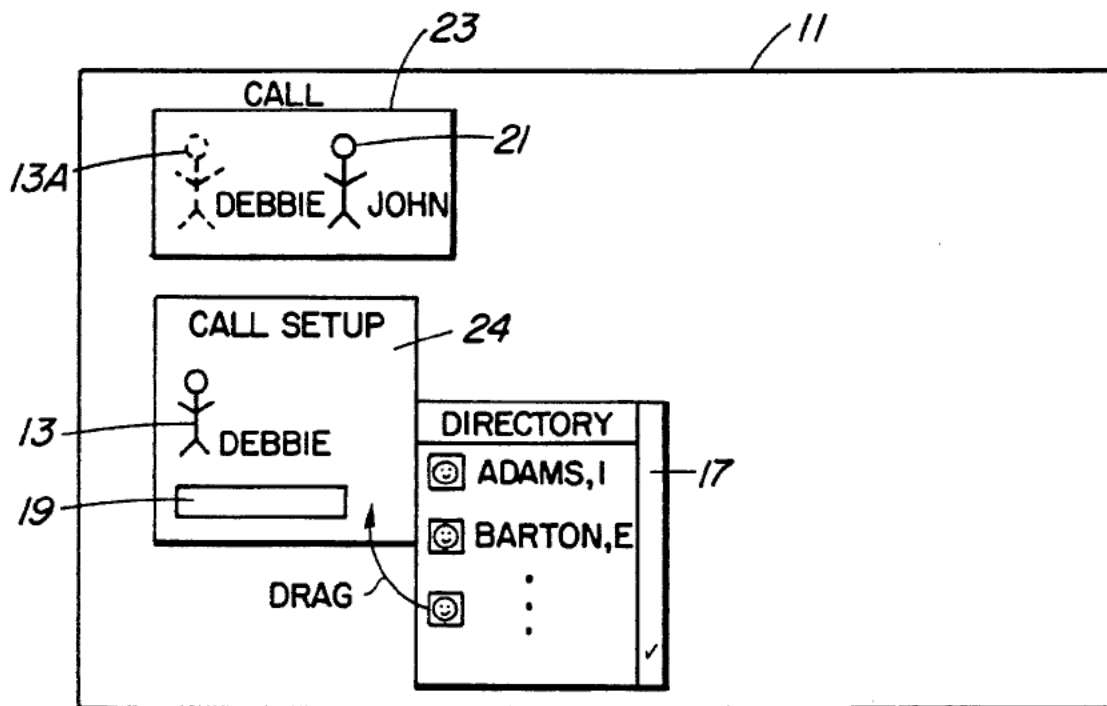 11
23
CALL
21
13A
DEBBIE JOHN
CALL SETUP
24
13
DEBBIE
DIRECTORY
ADAMS,I
17
19
BARTON,E
DRAG